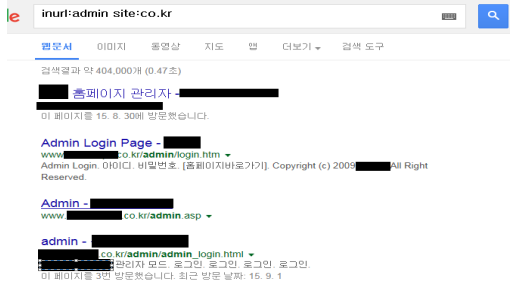 inurl:admin site:co.kr
웹문서 이미지 동영상 지도 앱 더보기 검색 도구
검색결과 약 404,000개 (0.47초)
홈페이지 관리자 -
이 페이지를 15. 8. 30에 방문했습니다.
Admin Login Page -
www. co.kr/admin/login.htm
Admin Login. 아이디. 비밀번호. [홈페이지바로가기]. Copyright (c) 2009 All Right
Reserved.
Admin -
www. .co.kr/admin.asp
admin -
.co.kr/admin/admin_login.html
관리자 모드. 로그인. 로그인. 로그인. 로그인.
이 페이지를 3번 방문했습니다. 최근 방문 날짜: 15. 9. 1